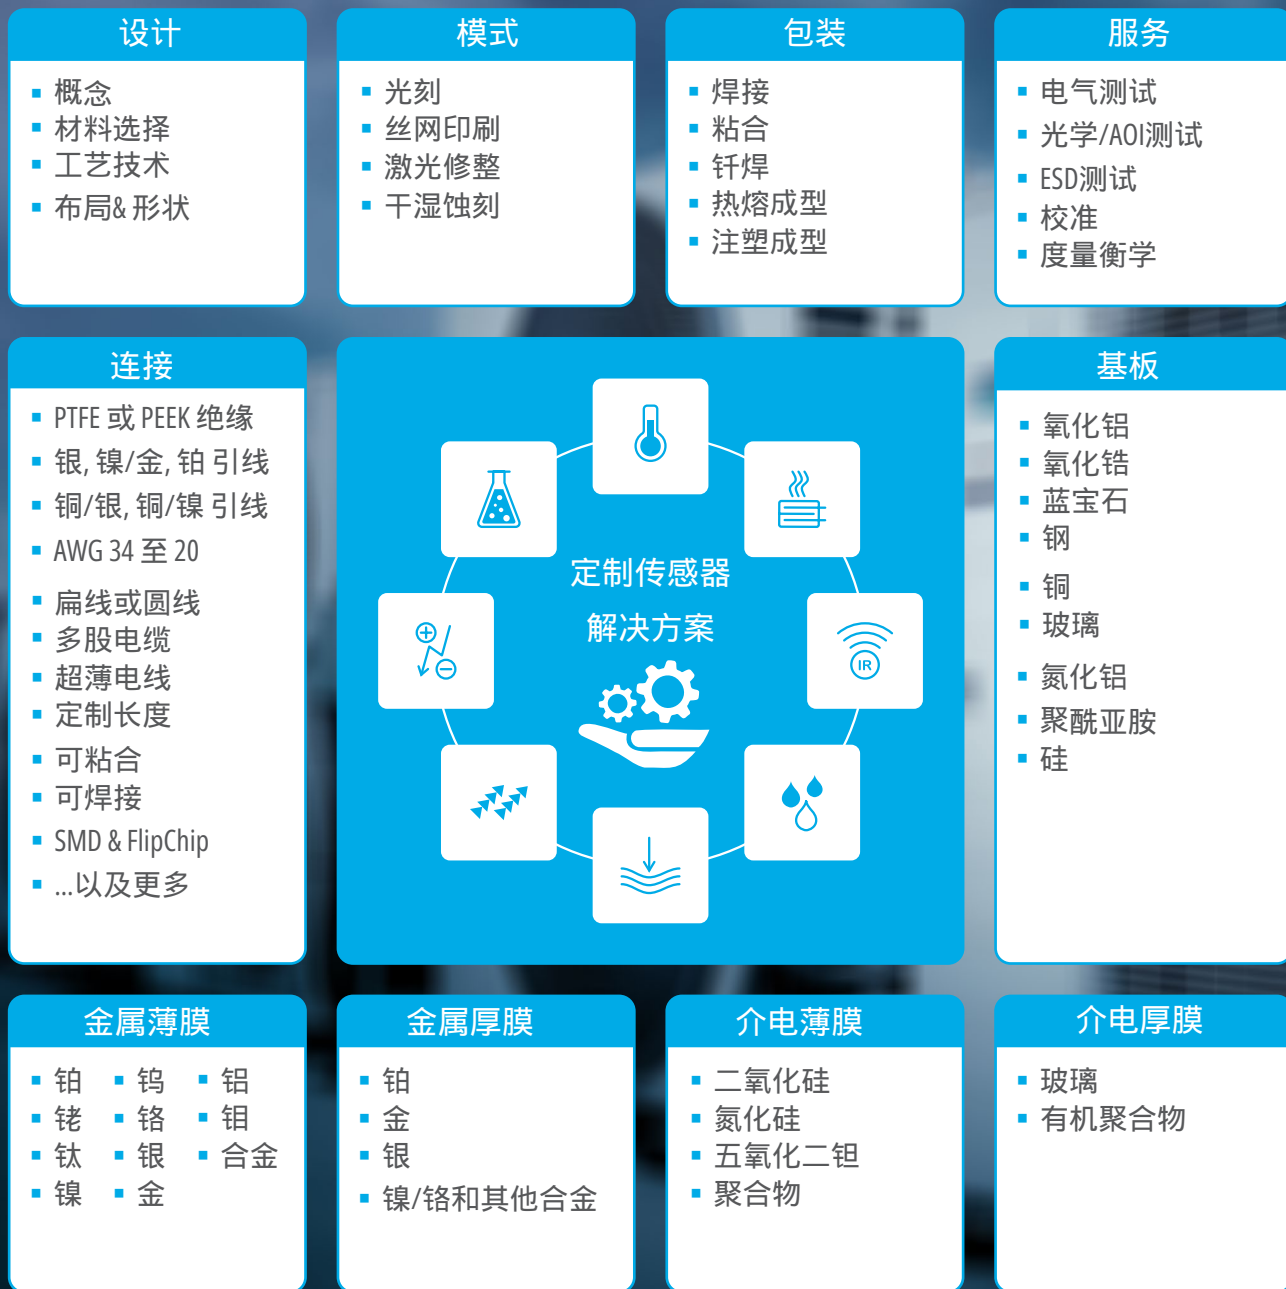 设计
概念
材料选择
工艺技术
布局& 形状
模式
光刻
丝网印刷
激光修整
干湿蚀刻
包装
焊接
粘合
钎焊
热熔成型
注塑成型
服务
电气测试
光学/AOI测试
ESD测试
校准
度量衡学
连接
PTFE 或 PEEK 绝缘
银, 镍/金, 铂 引线
铜/银, 铜/镍 引线
AWG 34 至 20
扁线或圆线
多股电缆
超薄电线
定制长度
可粘合
可焊接
SMD & FlipChip
...以及更多
定制传感器
解决方案
IR
基板
氧化铝
氧化锆
蓝宝石
钢
铜
玻璃
氮化铝
聚酰亚胺
硅
金属薄膜
铂
铑
钛
镍
钨
铬
银
金
铝
钼
合金
金属厚膜
铂
金
银
镍/铬和其他合金
介电薄膜
二氧化硅
氮化硅
五氧化二钽
聚合物
介电厚膜
玻璃
有机聚合物